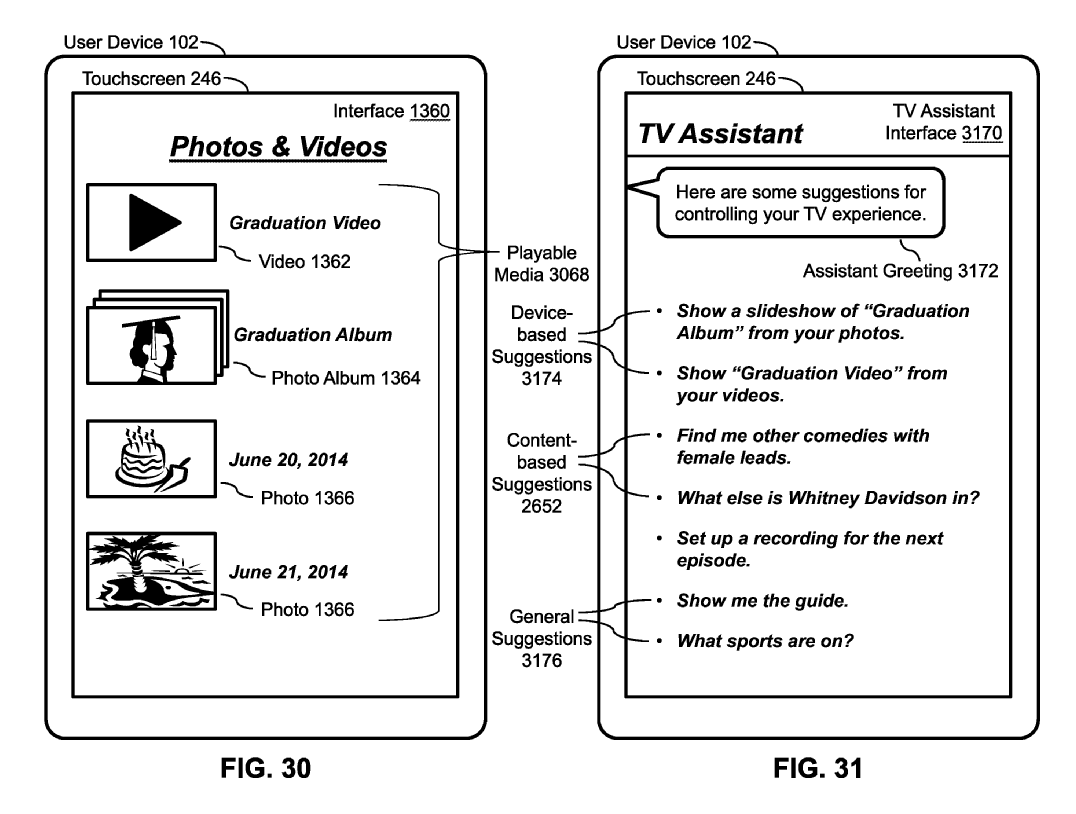 User Device 102
Touchscreen 246
Interface 1360
Photos & Videos
Graduation Video
Video 1362
Graduation Album
Photo Album 1364
June 20, 2014
Photo 1366
June 21, 2014
Photo 1366
Playable
Media 3068
FIG. 30
User Device 102
Touchscreen 246
TV Assistant
Interface 3170
TV Assistant
Here are some suggestions for
controlling your TV experience.
Assistant Greeting 3172
Device-
based
Suggestions
3174
• Show a slideshow of “Graduation
Album” from your photos.
• Show “Graduation Video” from
your videos.
Content-
based
Suggestions
2652
• Find me other comedies with
female leads.
• What else is Whitney Davidson in?
• Set up a recording for the next
episode.
General
Suggestions
3176
• Show me the guide.
• What sports are on?
FIG. 31